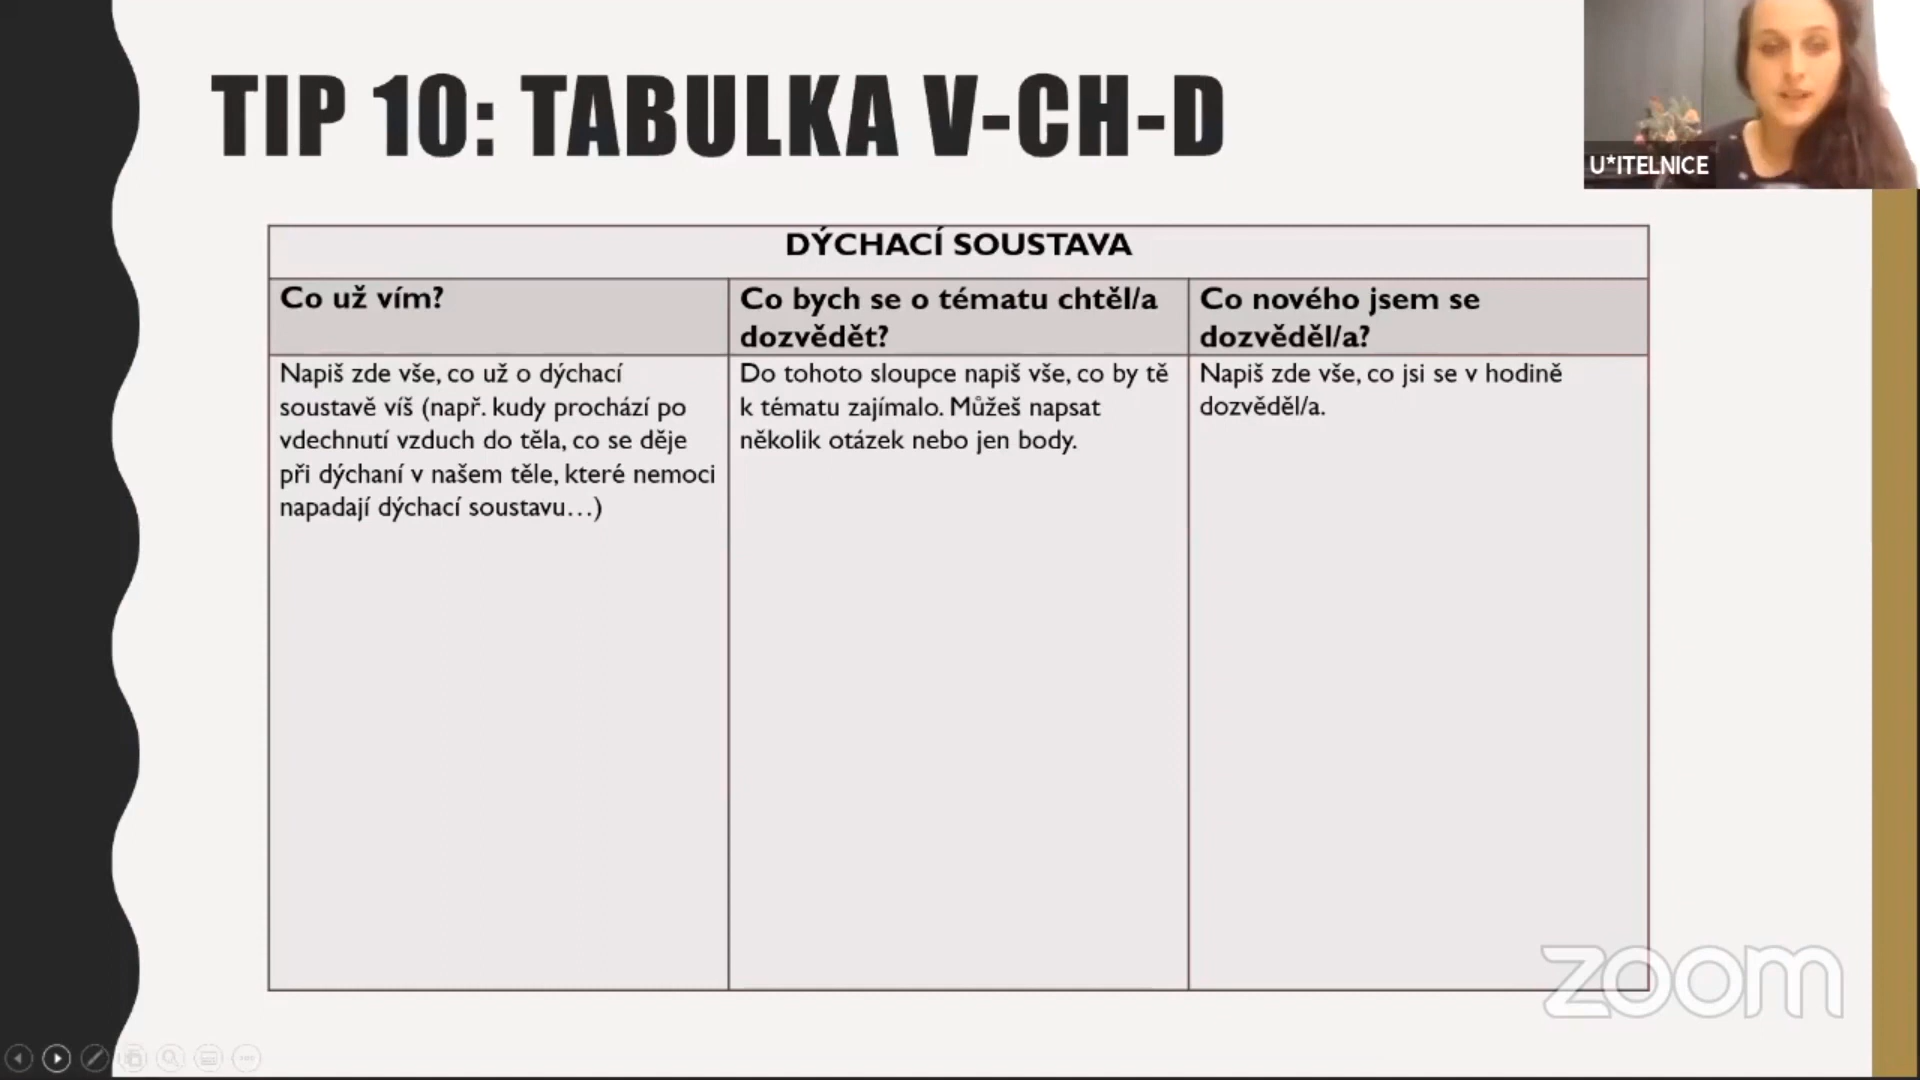 TIP 10: TABULKA V-CH-D
U*ITELNICE
DÝCHACÍ SOUSTAVA
Co už vím?
Co bych se o tématu chtěl/a
dozvědět?
Co nového jsem se
dozvěděl/a?
Napiš zde vše, co už o dýchací
soustavě víš (např. kudy prochází po
vdechnutí vzduch do těla, co se děje
při dýchaní v našem těle, které nemoci
napadají dýchací soustavu…)
Do tohoto sloupce napiš vše, co by tě
k tématu zajímalo. Můžeš napsat
několik otázek nebo jen body.
Napiš zde vše, co jsi se v hodině
dozvěděl/a.
zoom